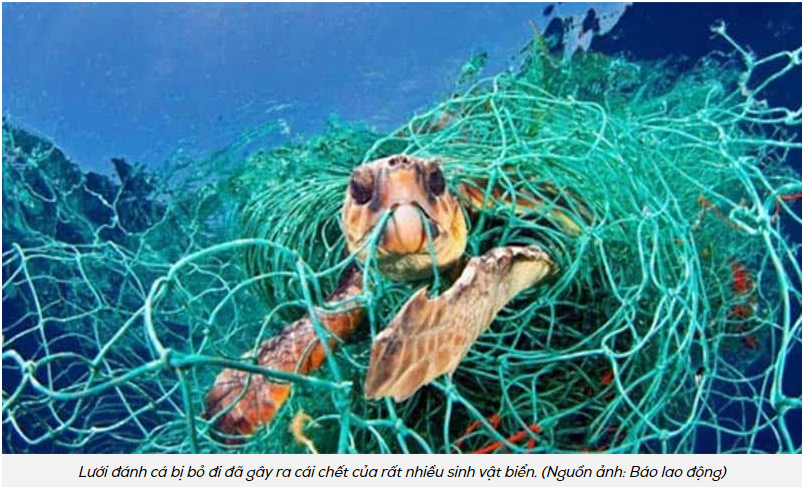 Lưới đánh cá bị bỏ đi đã gây ra cái chết của rất nhiều sinh vật biển. (Nguồn ảnh: Báo lao động)